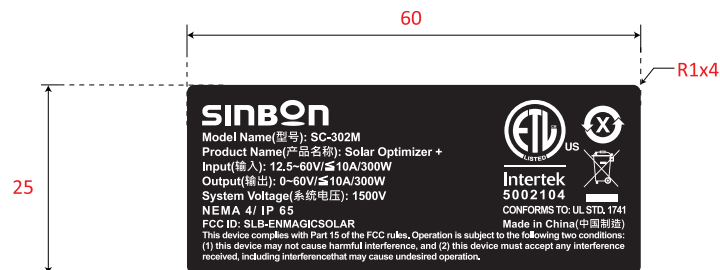 60
R1x4
25
SINBON
Model Name(型号): SC-302M
Product Name(产品名称): Solar Optimizer +
Input(输入): 12.5~60V/≦10A/300W
Output(输出): 0~60V/≦10A/300W
System Voltage(系统电压): 1500V
NEMA 4/ IP 65
FCC ID: SLB-ENMAGICSOLAR
This device complies with Part 15 of the FCC rules. Operation is subject to the following two conditions:
(1) this device may not cause harmful interference, and (2) this device must accept any interference
received, including interferencethat may cause undesired operation.
ETL
LISTED
US
X
Intertek
5002104
CONFORMS TO: UL STD. 1741
Made in China(中国制造)